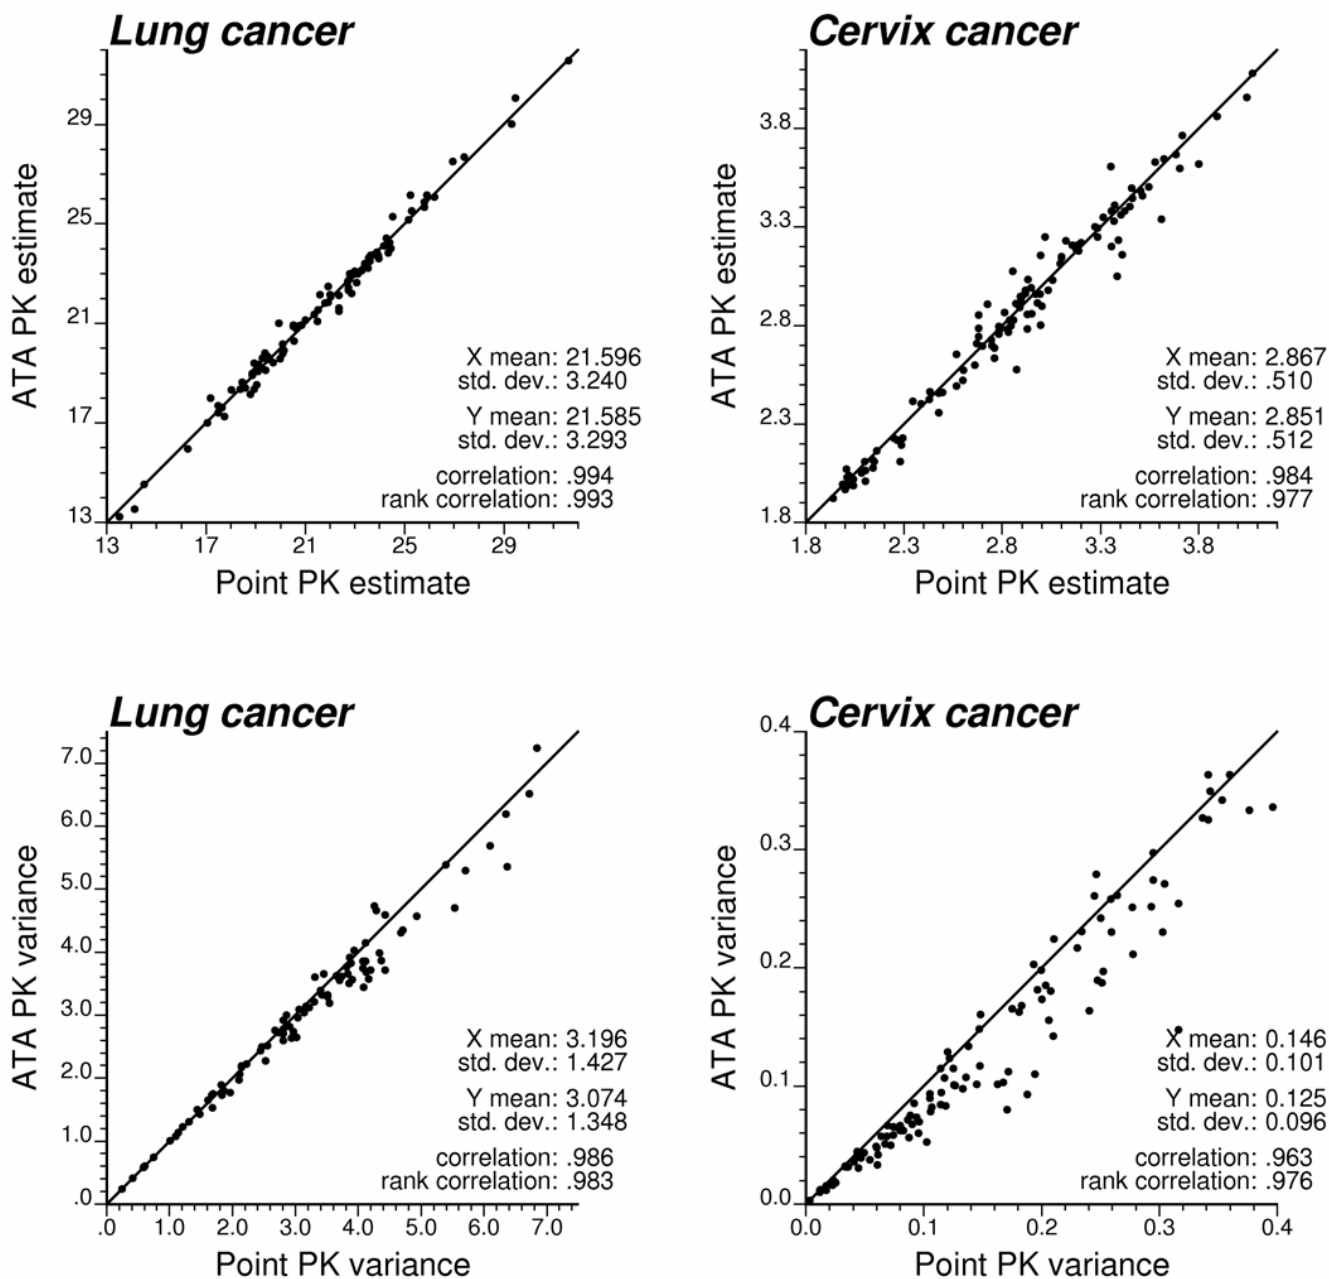 Lung cancer
ATA PK estimate
29
25
21
17
13
13 17 21 25 29
Point PK estimate
X mean: 21.596
std. dev.: 3.240
Y mean: 21.585
std. dev.: 3.293
correlation: .994
rank correlation: .993
Cervix cancer
ATA PK estimate
3.8
3.3
2.8
2.3
1.8
1.8 2.3 2.8 3.3 3.8
Point PK estimate
X mean: 2.867
std. dev.: .510
Y mean: 2.851
std. dev.: .512
correlation: .984
rank correlation: .977
Lung cancer
ATA PK variance
7.0
6.0
5.0
4.0
3.0
2.0
1.0
.0
.0 1.0 2.0 3.0 4.0 5.0 6.0 7.0
Point PK variance
X mean: 3.196
std. dev.: 1.427
Y mean: 3.074
std. dev.: 1.348
correlation: .986
rank correlation: .983
Cervix cancer
ATA PK variance
0.4
0.3
0.2
0.1
0.0
0.0 0.1 0.2 0.3 0.4
Point PK variance
X mean: 0.146
std. dev.: 0.101
Y mean: 0.125
std. dev.: 0.096
correlation: .963
rank correlation: .976